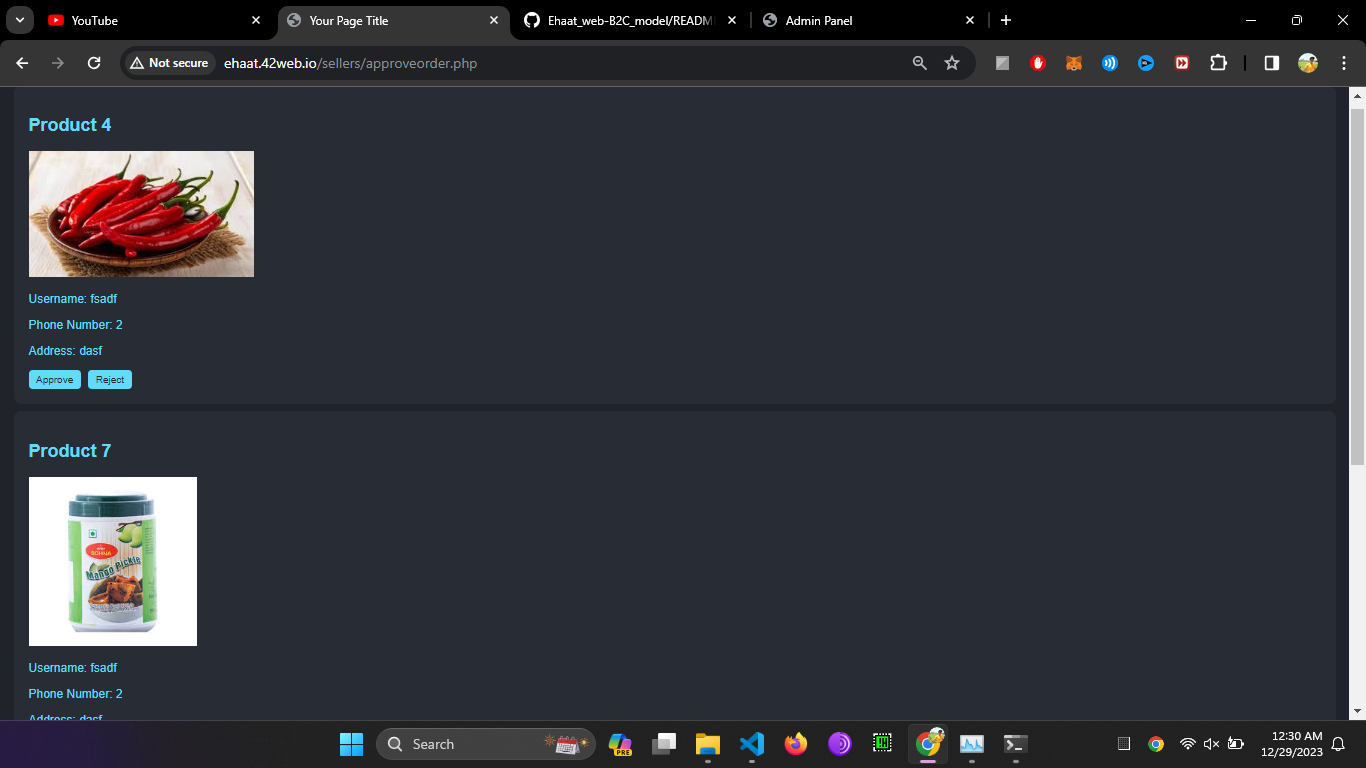 YouTube
Your Page Title
Ehaat_web-B2C_model/READM
Admin Panel
Not secure
ehaat.42web.io/sellers/approveorder.php
Product 4
Username: fsadf
Phone Number: 2
Address: dasf
Approve
Reject
Product 7
Mango Pickle
Username: fsadf
Phone Number: 2
Address: dasf
Search
PRE
12:30 AM
12/29/2023